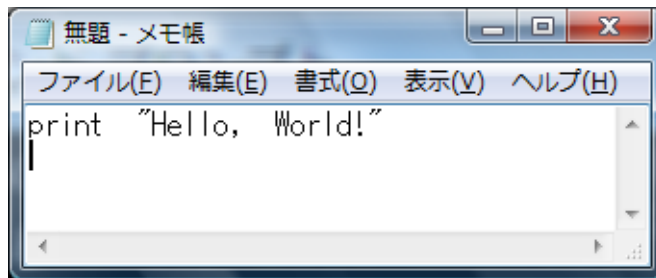 無題 - メモ帳
ファイル(F) 編集(E) 書式(O) 表示(V) ヘルプ(H)
print "Hello, World!"